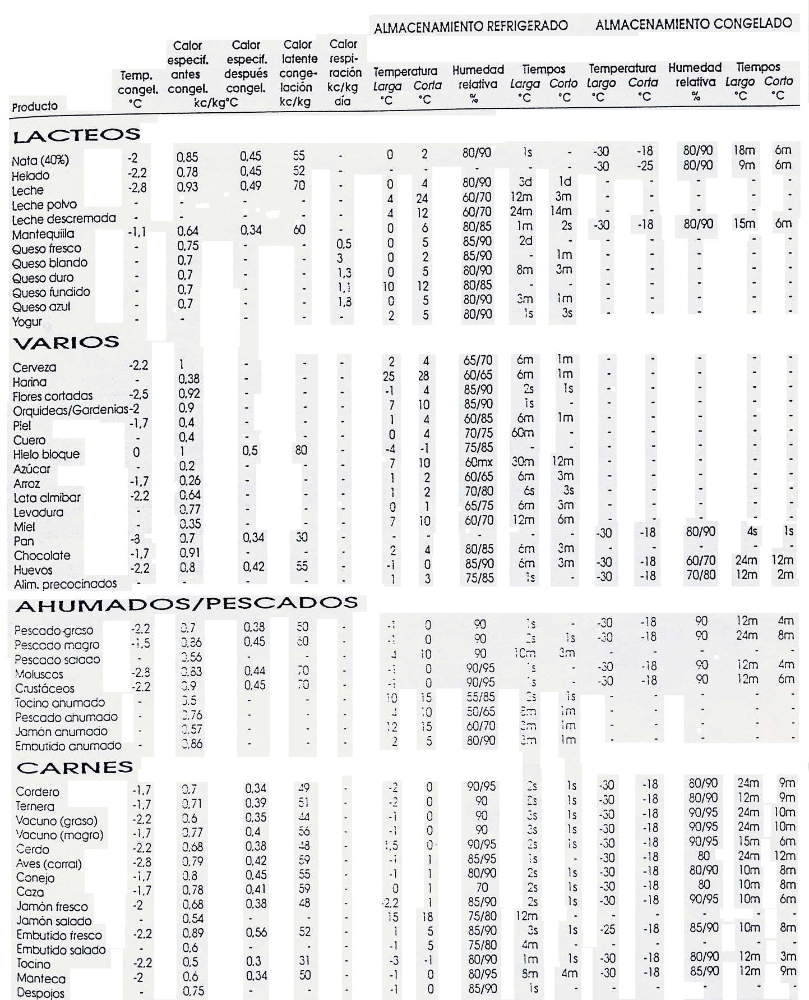 ALMACENAMIENTO REFRIGERADO ALMACENAMIENTO CONGELADO
Calor Calor Calor Calor
especif. especif. latente respi-
Temp. antes después conge- ración Temperatura Humedad Tiempos Temperatura Humedad Tiempos
congel. congel. congel. lación kc/kg Larga Corta relativa Larga Corto Largo Corta relativa Largo Corto
Producto °C kc/kg°C kc/kg día °C °C % °C °C °C °C % °C °C
LACTEOS
Nata (40%) -2 0,85 0,45 55 - 0 2 80/90 1s - -30 -18 80/90 18m 6m
Helado -2,2 0,78 0,45 52 - - - - - - -30 -25 80/90 9m 6m
Leche -2,8 0,93 0,49 70 - 0 4 80/90 3d 1d - - - - -
Leche polvo - - - - - 4 24 60/70 12m 3m - - - - -
Leche descremada - - - - - 4 12 60/70 24m 14m - - - - -
Mantequilla -1,1 0,64 0,34 60 - 0 6 80/85 1m 2s -30 -18 80/90 15m 6m
Queso fresco - 0,75 - - 0,5 0 5 85/90 2d - - - - - -
Queso blando - 0,7 - - 3 0 2 85/90 - 1m - - - - -
Queso duro - 0,7 - - 1,3 0 5 80/90 8m 3m - - - - -
Queso fundido - 0,7 - - 1,1 10 12 80/85 - - - - - - -
Queso azul - 0,7 - - 1,8 0 5 80/90 3m 1m - - - - -
Yogur - - - - - 2 5 80/90 1s 3s - - - - -
VARIOS
Cerveza -2,2 1 - - - 2 4 65/70 6m 1m - - - - -
Harina - 0,38 - - - 25 28 60/65 6m 1m - - - - -
Flores cortadas -2,5 0,92 - - - -1 4 85/90 2s 1s - - - - -
Orquideas/Gardenias -2 0,9 - - - 7 10 85/90 1s - - - - - -
Piel -1,7 0,4 - - - 1 4 60/85 6m 1m - - - - -
Cuero - 0,4 - - - 0 4 70/75 60m - - - - - -
Hielo bloque 0 1 0,5 80 - -4 -1 75/85 - - - - - - -
Azúcar - 0,2 - - - 7 10 60mx 30m 12m - - - - -
Arroz -1,7 0,26 - - - 1 2 60/65 6m 3m - - - - -
Lata almibar -2,2 0,64 - - - 1 2 70/80 6s 3s - - - - -
Levadura - 0,77 - - - 0 1 65/75 6m 3m - - - - -
Miel - 0,35 - - - 7 10 60/70 12m 6m - - - - -
Pan -3 0,7 0,34 30 - - - - - - -30 -18 80/90 4s 1s
Chocolate -1,7 0,91 - - - 2 4 80/85 6m 3m - - - - -
Huevos -2,2 0,8 0,42 55 - -1 0 85/90 6m 3m -30 -18 60/70 24m 12m
Alim. precocinados - - - - - 1 3 75/85 1s - -30 -18 70/80 12m 2m
AHUMADOS/PESCADOS
Pescado graso -2,2 0,7 0,38 50 - -1 0 90 1s - -30 -18 90 12m 4m
Pescado magro -1,5 0,86 0,45 60 - -1 0 90 2s 1s -30 -18 90 24m 8m
Pescado salado - 0,56 - - - 4 10 90 10m 3m - - - - -
Moluscos -2,8 0,83 0,44 70 - -1 0 90/95 1s - -30 -18 90 12m 4m
Crustáceos -2,2 0,9 0,45 70 - -1 0 90/95 1s - -30 -18 90 12m 6m
Tocino ahumado - 0,5 - - - 10 15 55/85 2s 1s - - - - -
Pescado ahumado - 0,76 - - - 4 10 50/65 1m - - - - -
Jamón ahumado - 0,57 - - - 12 15 60/70 3m 1m - - - - -
Embutido ahumado - 0,86 - - - 2 5 80/90 3m 1m - - - - -
CARNES
Cordero -1,7 0,7 0,34 49 - -2 0 90/95 2s 1s -30 -18 80/90 24m 9m
Ternera -1,7 0,71 0,39 51 - -2 0 90 2s 1s -30 -18 80/90 12m 9m
Vacuno (graso) -2,2 0,6 0,35 44 - -1 0 90 3s 1s -30 -18 90/95 24m 10m
Vacuno (magro) -1,7 0,77 0,4 56 - -1 0 90 3s 1s -30 -18 90/95 24m 10m
Cerdo -2,2 0,68 0,38 48 - 1,5 0 90/95 2s 1s -30 -18 90/95 15m 6m
Aves (corral) -2,8 0,79 0,42 59 - -1 1 85/95 1s - -30 -18 80 24m 12m
Conejo -1,7 0,8 0,45 55 - -1 1 80/90 2s 1s -30 -18 80/90 10m 8m
Caza -1,7 0,78 0,41 59 - 0 1 70 2s 1s -30 -18 80 10m 8m
Jamón fresco -2 0,68 0,38 48 - -2,2 1 85/90 2s 1s -30 -18 90/95 10m 6m
Jamón salado - 0,54 - - - 15 18 75/80 12m - - - - - -
Embutido fresco -2,2 0,89 0,56 52 - 1 5 85/90 3s 1s -25 -18 85/90 10m 8m
Embutido salado - 0,6 - - - -1 5 75/80 4m - - - - - -
Tocino -2,2 0,5 0,3 31 - -3 -1 80/90 1m 1s -30 -18 80/90 12m 3m
Manteca -2 0,6 0,34 50 - -1 0 80/95 8m 4m -30 -18 85/90 12m 9m
Despojos - 0,75 - - - -1 0 85/90 1s - - - - - -